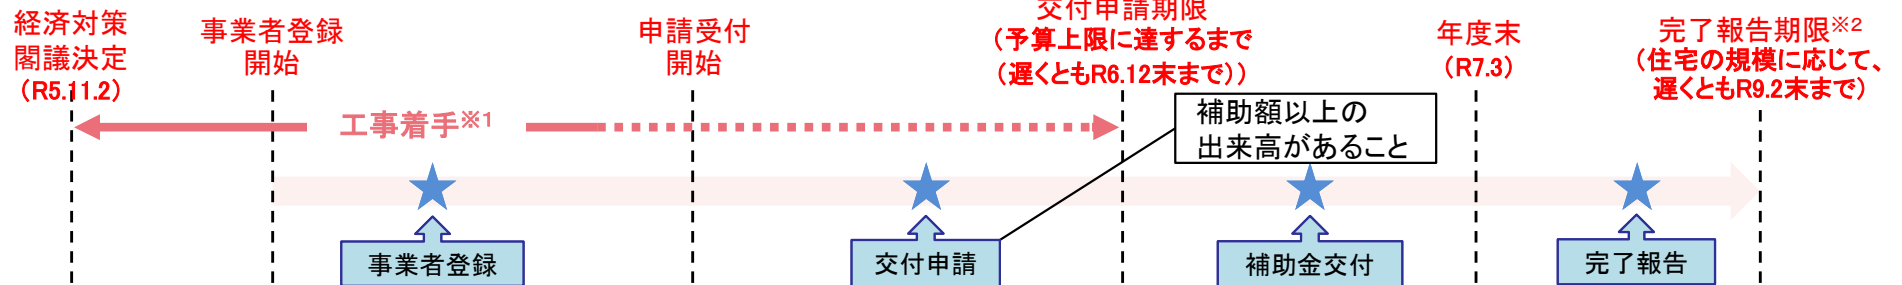 経済対策
閣議決定
（R5.11.2）
事業者登録
開始
申請受付
開始
交付申請期限
（予算上限に達するまで
（遅くともR6.12末まで））
年度末
（R7.3）
完了報告期限※2
（住宅の規模に応じて、
遅くともR9.2末まで）
工事着手※1
補助額以上の
出来高があること
事業者登録
交付申請
補助金交付
完了報告